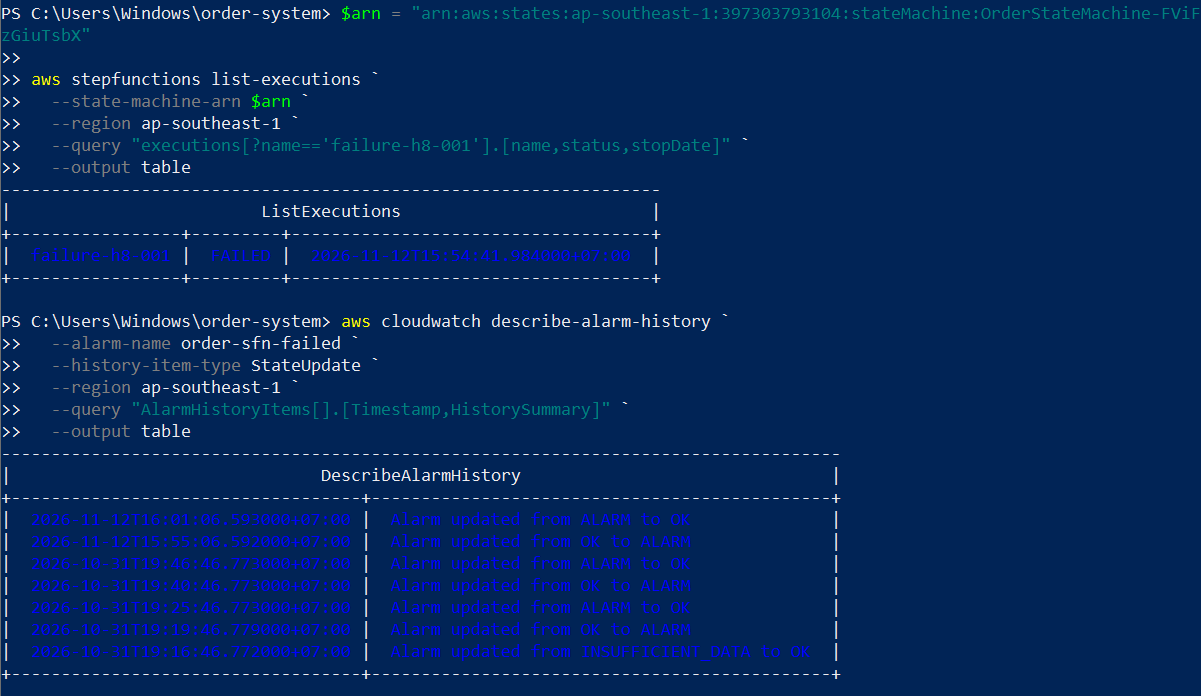 PS C:\Users\Windows\order-system> $arn = "arn:aws:states:ap-southeast-1:397303793104:stateMachine:OrderStateMachine-FViF
zGiuTsbX"
>>
>> aws stepfunctions list-executions `
>>   --state-machine-arn $arn `
>>   --region ap-southeast-1 `
>>   --query "executions[?name=='failure-h8-001'].[name,status,stopDate]" `
>>   --output table
------------------------------------------------------------------
|                         ListExecutions                         |
+-----------------+---------+------------------------------------+
|  failure-h8-001 |  FAILED |  2026-11-12T15:54:41.984000+07:00  |
+-----------------+---------+------------------------------------+
PS C:\Users\Windows\order-system> aws cloudwatch describe-alarm-history `
>>   --alarm-name order-sfn-failed `
>>   --history-item-type StateUpdate `
>>   --region ap-southeast-1 `
>>   --query "AlarmHistoryItems[].[Timestamp,HistorySummary]" `
>>   --output table
------------------------------------------------------------------------------------
|                               DescribeAlarmHistory                               |
+-----------------------------------+----------------------------------------------+
|  2026-11-12T16:01:06.593000+07:00 |  Alarm updated from ALARM to OK              |
|  2026-11-12T15:55:06.592000+07:00 |  Alarm updated from OK to ALARM              |
|  2026-10-31T19:46:46.773000+07:00 |  Alarm updated from ALARM to OK              |
|  2026-10-31T19:40:46.773000+07:00 |  Alarm updated from OK to ALARM              |
|  2026-10-31T19:25:46.773000+07:00 |  Alarm updated from ALARM to OK              |
|  2026-10-31T19:19:46.779000+07:00 |  Alarm updated from OK to ALARM              |
|  2026-10-31T19:16:46.772000+07:00 |  Alarm updated from INSUFFICIENT_DATA to OK  |
+-----------------------------------+----------------------------------------------+